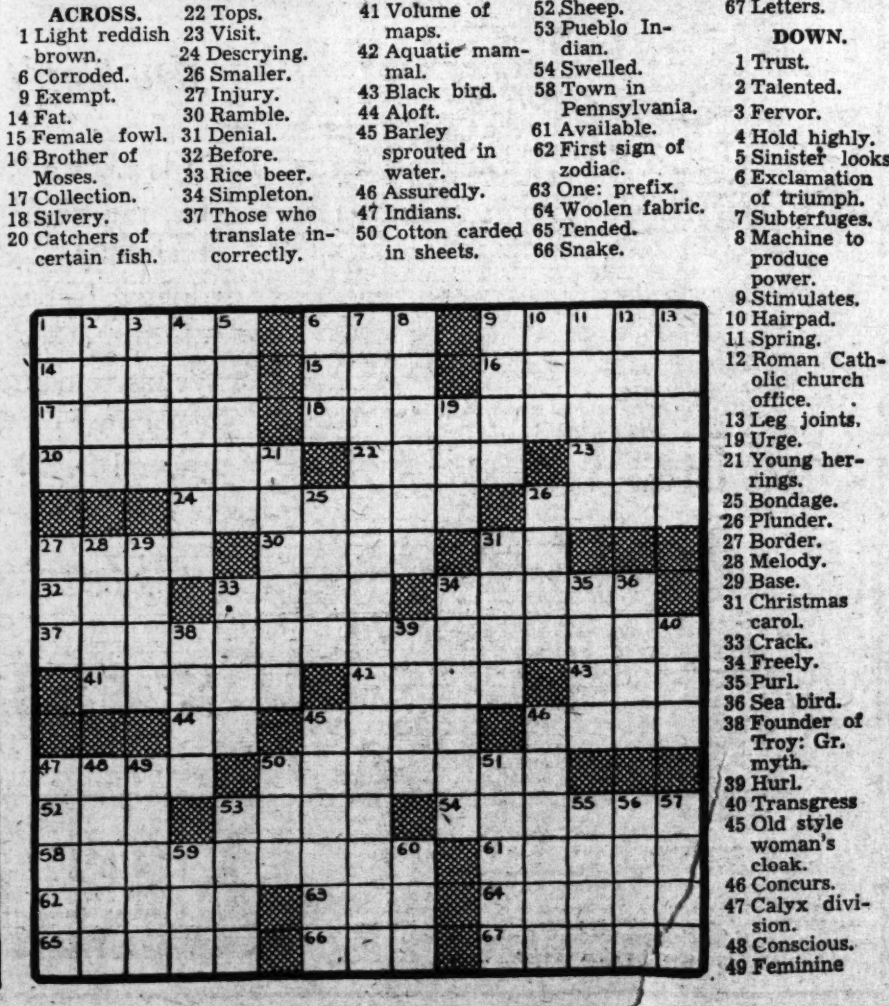 ACROSS.
1 Light reddish
brown.
6 Corroded.
9 Exempt.
14 Fat.
15 Female fowl.
16 Brother of
Moses.
17 Collection.
18 Silvery.
20 Catchers of
certain fish.
22 Tops.
23 Visit.
24 Descrying.
26 Smaller.
27 Injury.
30 Ramble.
31 Denial.
32 Before.
33 Rice beer.
34 Simpleton.
37 Those who
translate in-
correctly.
41 Volume of
maps.
42 Aquatic mam-
mal.
43 Black bird.
44 Aloft.
45 Barley
sprouted in
water.
46 Assuredly.
47 Indians.
50 Cotton carded
in sheets.
52 Sheep.
53 Pueblo In-
dian.
54 Swelled.
58 Town in
Pennsylvania.
61 Available.
62 First sign of
zodiac.
63 One: prefix.
64 Woolen fabric.
65 Tended.
66 Snake.
67 Letters.
DOWN.
1 Trust.
2 Talented.
3 Fervor.
4 Hold highly.
5 Sinister looks
6 Exclamation
of triumph.
7 Subterfuges.
8 Machine to
produce
power.
9 Stimulates.
10 Hairpad.
11 Spring.
12 Roman Cath-
olic church
office.
13 Leg joints.
19 Urge.
21 Young her-
rings.
25 Bondage.
26 Plunder.
27 Border.
28 Melody.
29 Base.
31 Christmas
carol.
33 Crack.
34 Freely.
35 Purl.
36 Sea bird.
38 Founder of
Troy: Gr.
myth.
39 Hurl.
40 Transgress
45 Old style
woman's
cloak.
46 Concurs.
47 Calyx divi-
sion.
48 Conscious.
49 Feminine
1 2 3 4 5 6 7 8 9 10 11 12 13
14 15 16
17 18 19
20 21 22 23
24 25 26
27 28 29 30 31
32 33 34 35 36
37 38 39 40
41 42 43
44 45 46
47 48 49 50 51
52 53 54 55 56 57
58 59 60 61
62 63 64
65 66 67